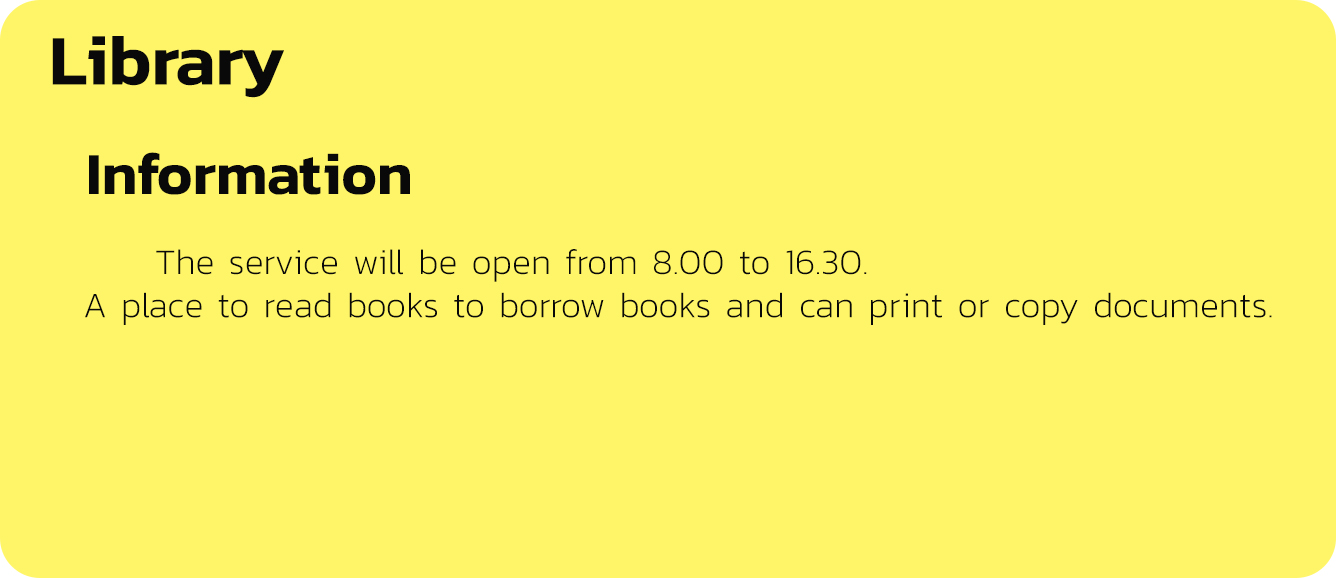 Library
Information
The service will be open from 8.00 to 16.30.
A place to read books to borrow books and can print or copy documents.